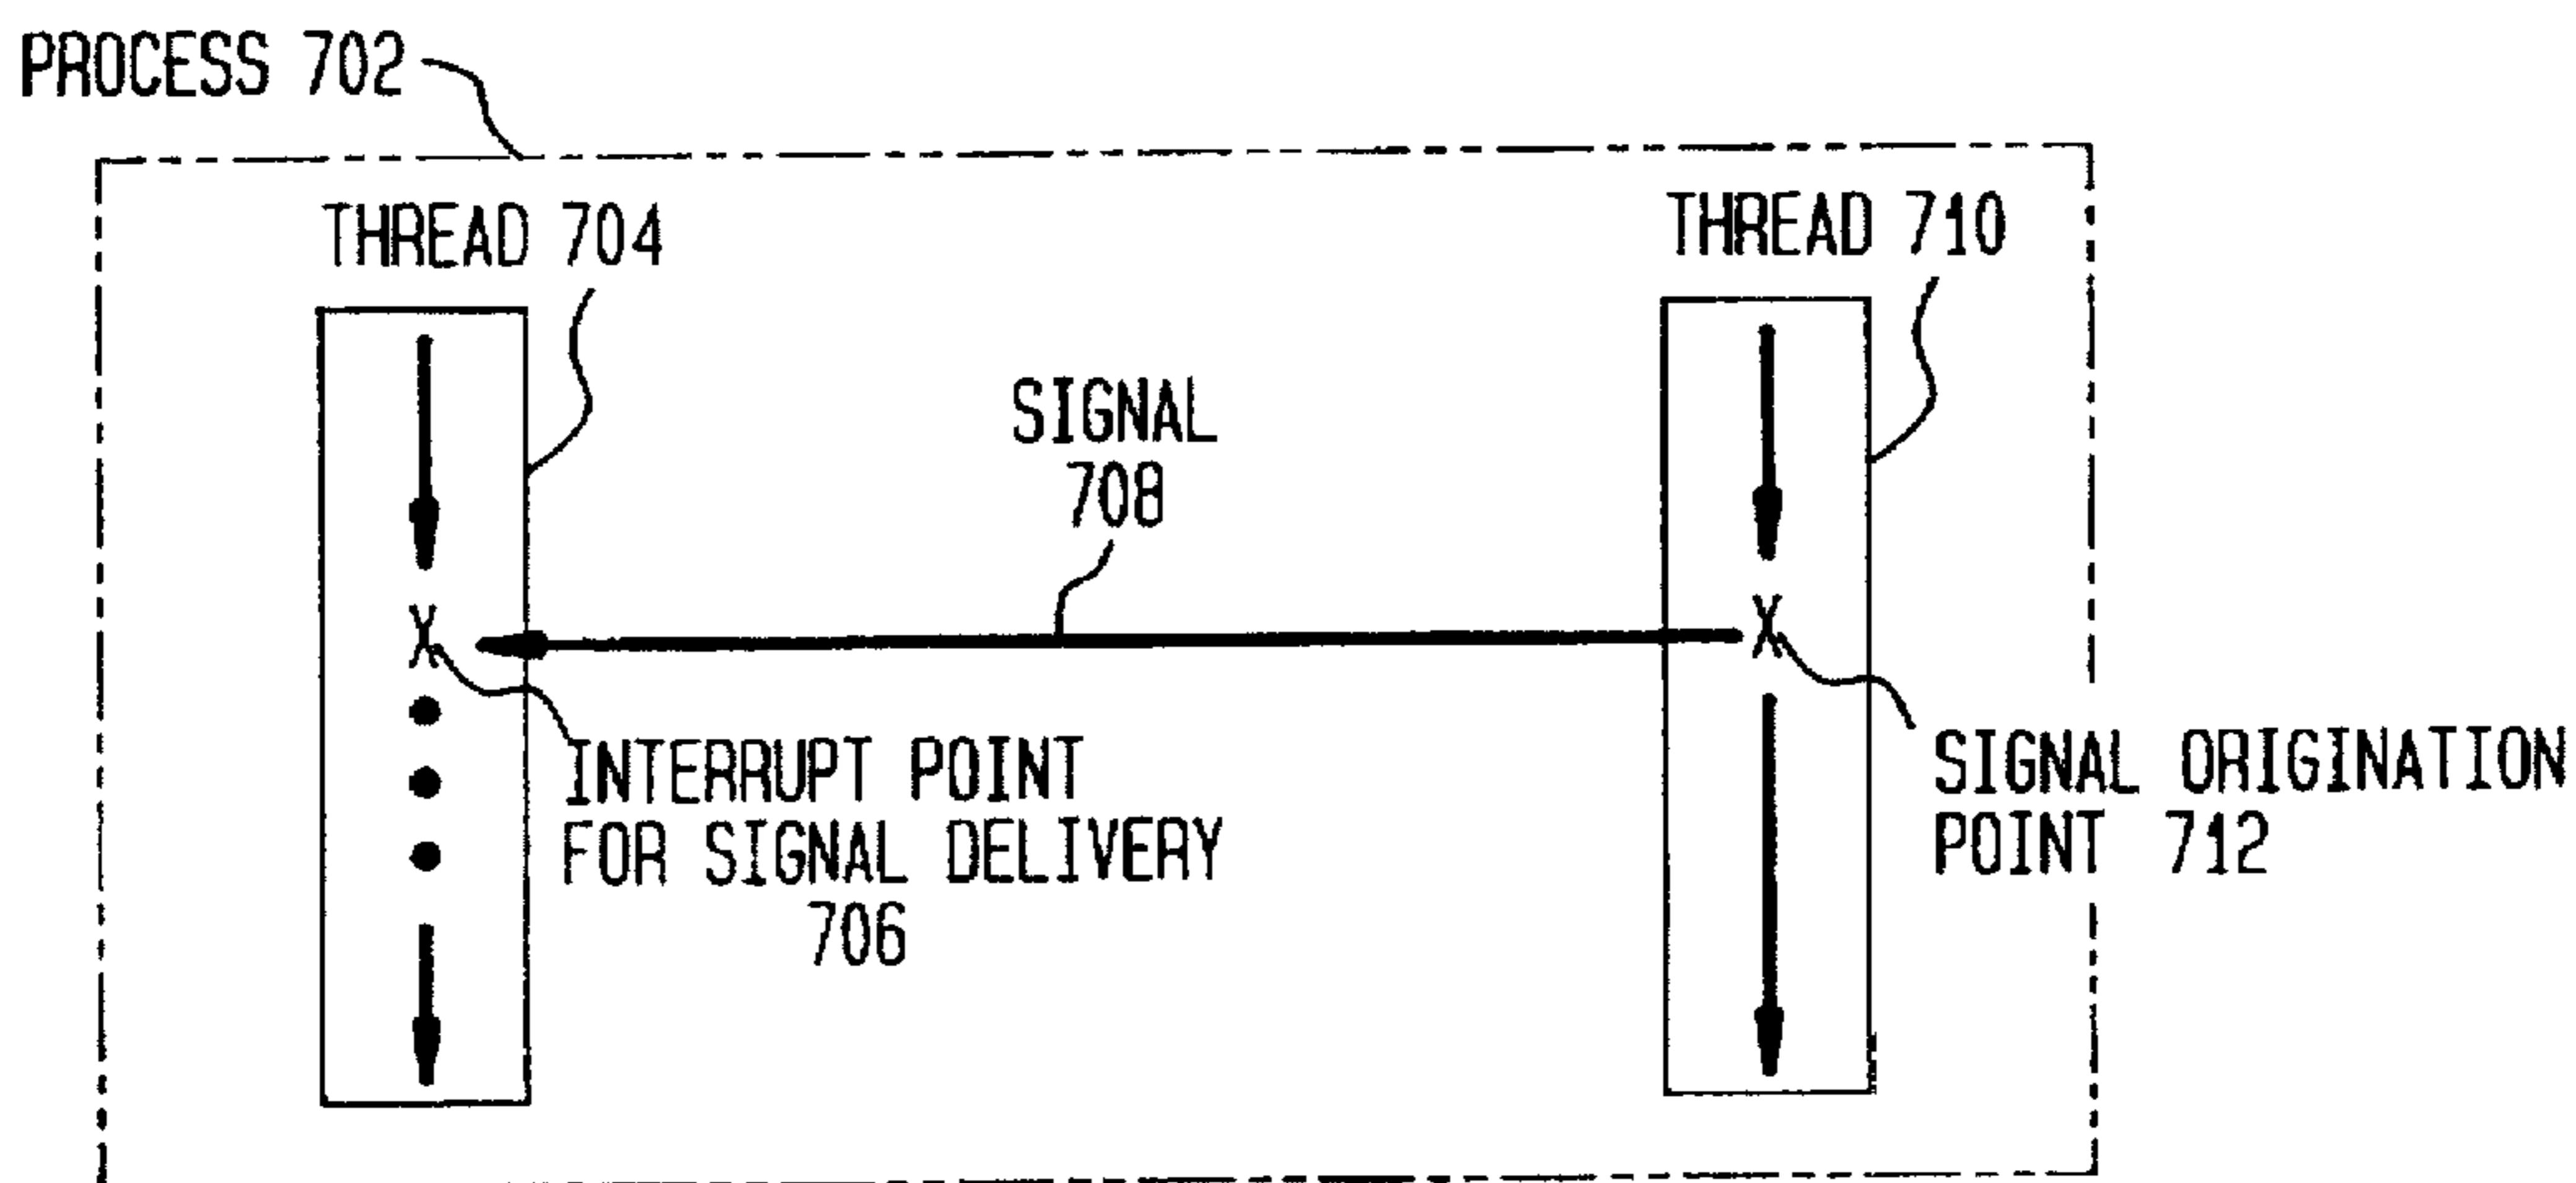 PROCESS 702
THREAD 704
THREAD 710
SIGNAL
708
X
X
INTERRUPT POINT
FOR SIGNAL DELIVERY
706
SIGNAL ORIGINATION
POINT 712